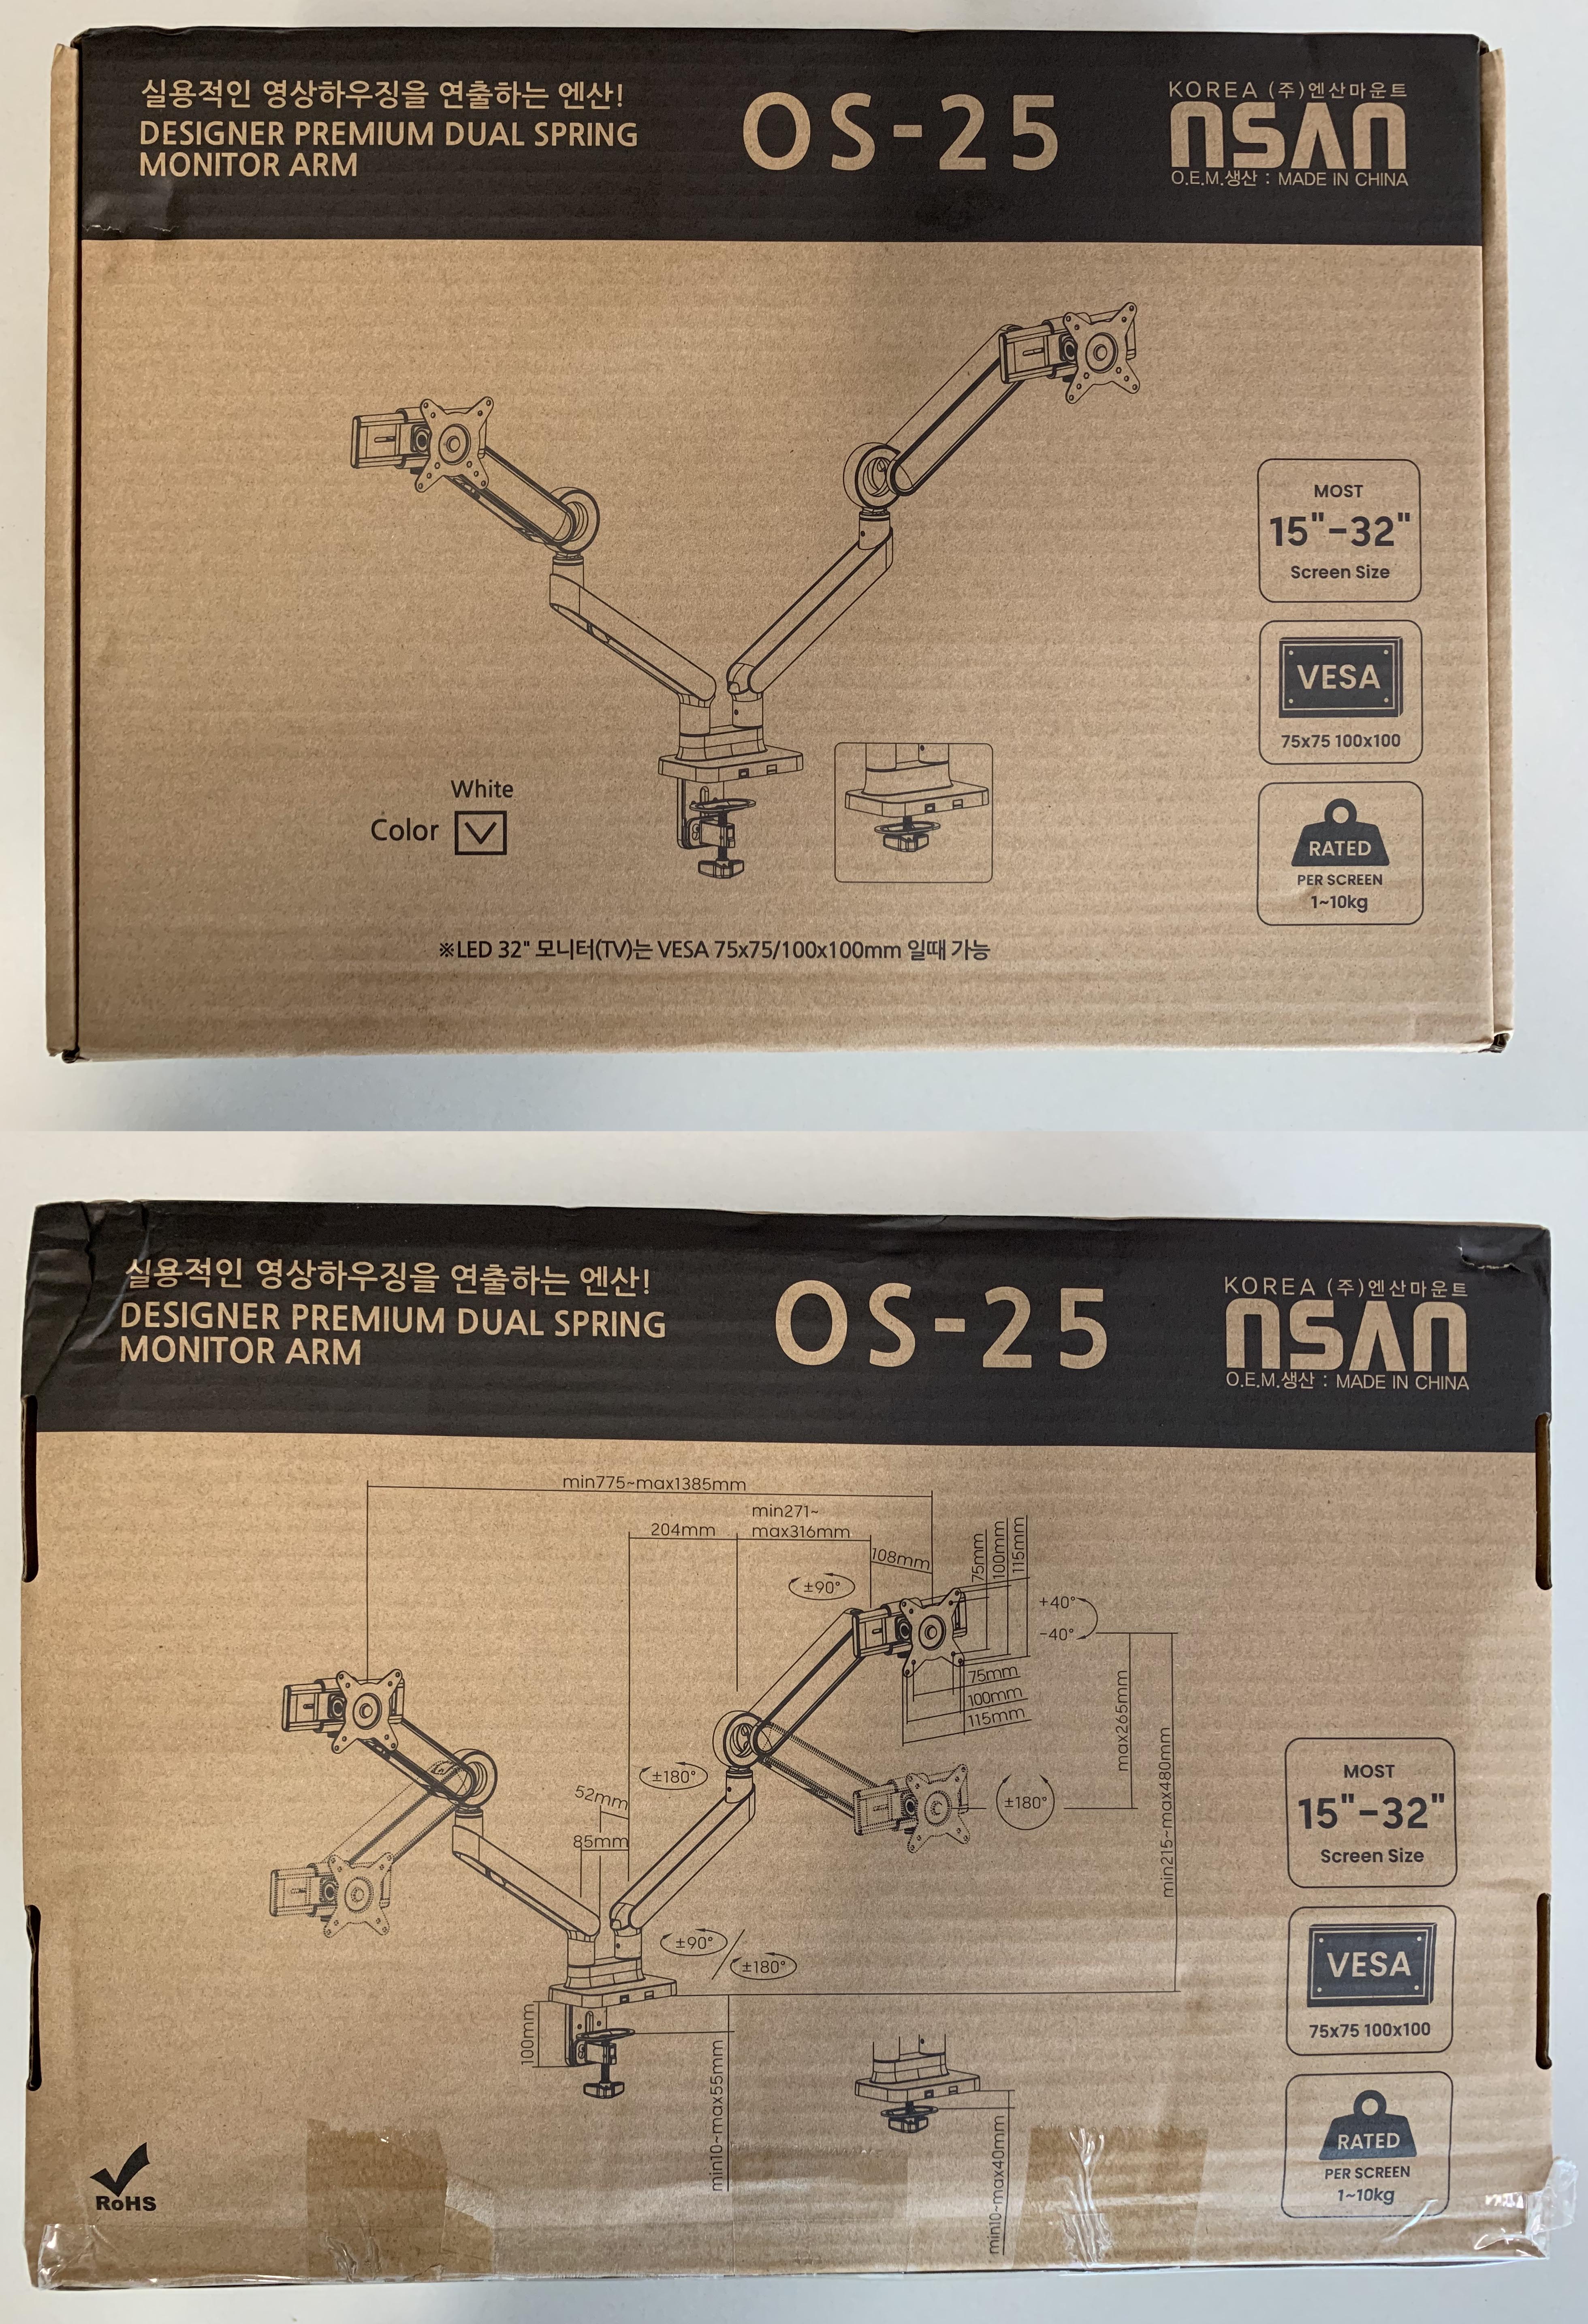 실용적인 영상하우징을 연출하는 엔산!
DESIGNER PREMIUM DUAL SPRING
MONITOR ARM
OS-25
KOREA (주)엔산마운트
nsan
O.E.M.생산 : MADE IN CHINA
MOST
15"-32"
Screen Size
VESA
75x75 100x100
White
Color
RATED
PER SCREEN
1~10kg
※LED 32" 모니터(TV)는 VESA 75x75/100x100mm 일때 가능
실용적인 영상하우징을 연출하는 엔산!
DESIGNER PREMIUM DUAL SPRING
MONITOR ARM
OS-25
KOREA (주)엔산마운트
nsan
O.E.M.생산 : MADE IN CHINA
min775~max1385mm
204mm
min271~
max316mm
108mm
75mm
100mm
115mm
±90°
+40°
-40°
75mm
100mm
115mm
max265mm
min215~max480mm
±180°
±180°
52mm
85mm
±90°
±180°
100mm
min10~max55mm
min10~max40mm
MOST
15"-32"
Screen Size
VESA
75x75 100x100
RATED
PER SCREEN
1~10kg
RoHS